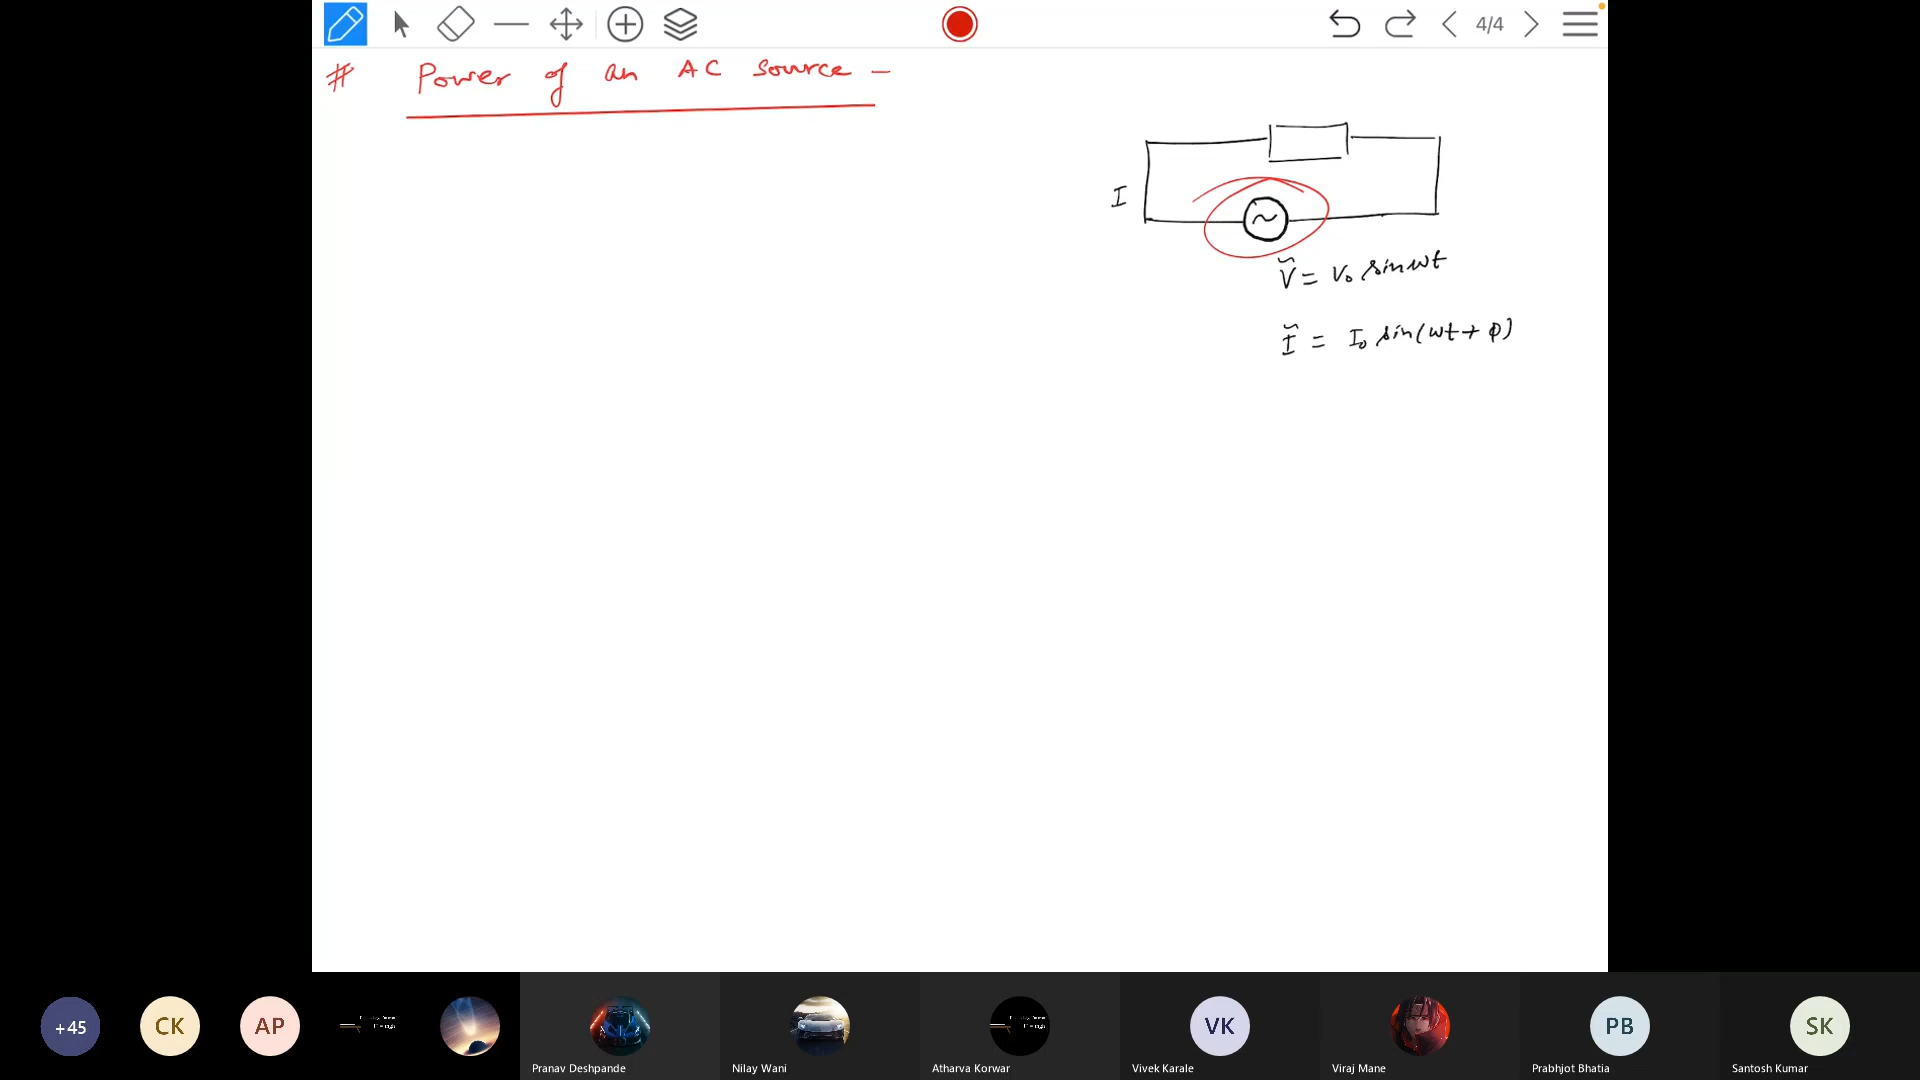 4/4
# Power of an AC source -
I
~
Ṽ = V₀ sinωt
Ĩ = I₀ sin(ωt + φ)
+45
CK
AP
VK
PB
SK
Pranav Deshpande
Nilay Wani
Atharva Korwar
Vivek Karale
Viraj Mane
Prabhjot Bhatia
Santosh Kumar